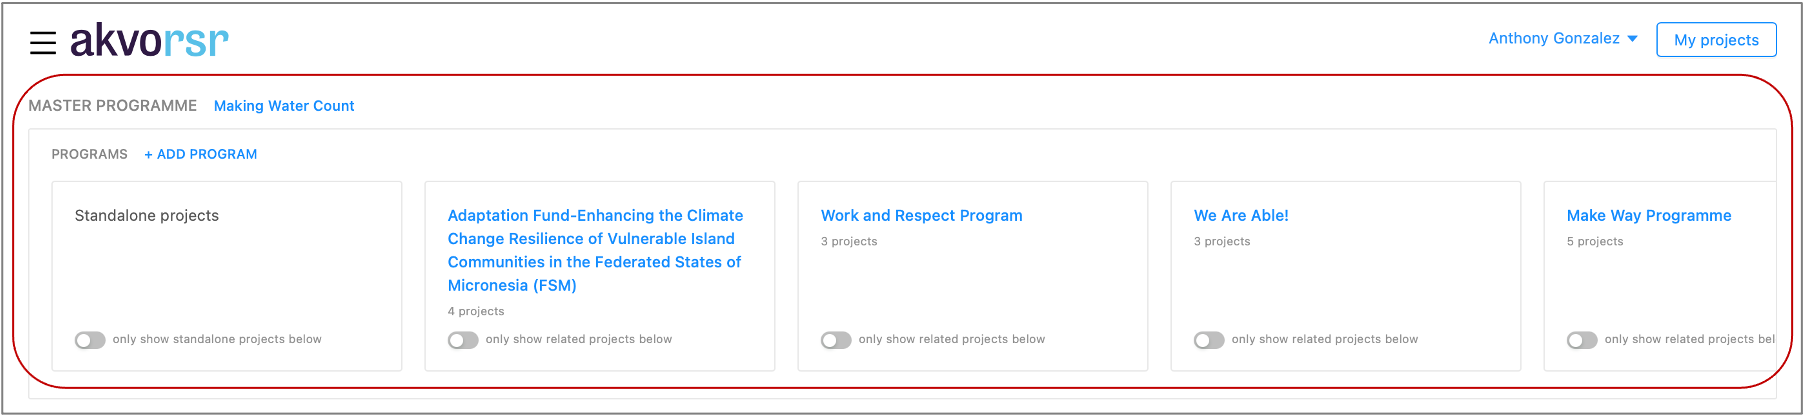 akvorsr
Anthony Gonzalez
My projects
MASTER PROGRAMME Making Water Count
PROGRAMS + ADD PROGRAM
Standalone projects
only show standalone projects below
Adaptation Fund-Enhancing the Climate
Change Resilience of Vulnerable Island
Communities in the Federated States of
Micronesia (FSM)
4 projects
only show related projects below
Work and Respect Program
3 projects
only show related projects below
We Are Able!
3 projects
only show related projects below
Make Way Programme
5 projects
only show related projects bel